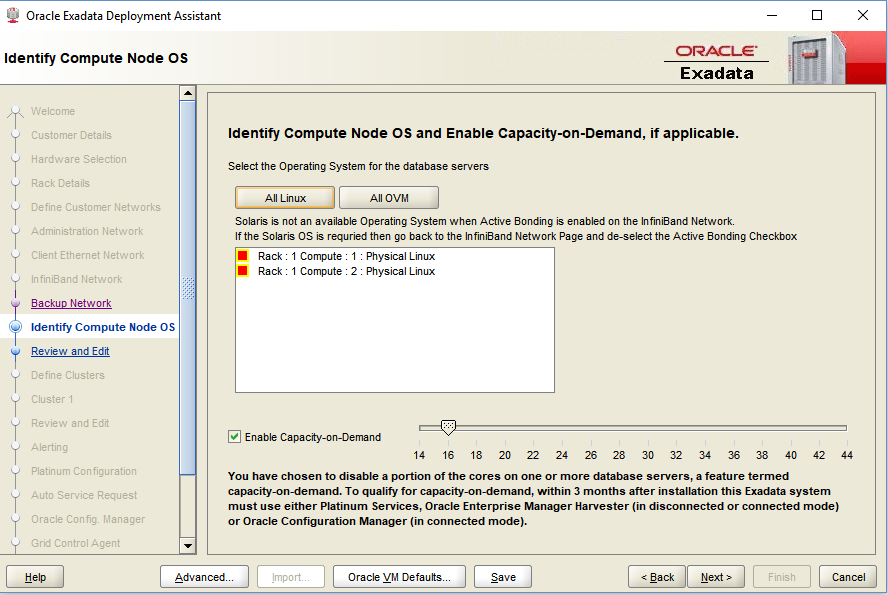 Oracle Exadata Deployment Assistant
Identify Compute Node OS
ORACLE
Exadata
Welcome
Customer Details
Hardware Selection
Rack Details
Define Customer Networks
Administration Network
Client Ethernet Network
InfiniBand Network
Backup Network
Identify Compute Node OS
Review and Edit
Define Clusters
Cluster 1
Review and Edit
Alerting
Platinum Configuration
Auto Service Request
Oracle Config. Manager
Grid Control Agent
Identify Compute Node OS and Enable Capacity-on-Demand, if applicable.
Select the Operating System for the database servers
All Linux All OVM
Solaris is not an available Operating System when Active Bonding is enabled on the InfiniBand Network.
If the Solaris OS is requried then go back to the InfiniBand Network Page and de-select the Active Bonding Checkbox
Rack : 1 Compute : 1 : Physical Linux
Rack : 1 Compute : 2 : Physical Linux
Enable Capacity-on-Demand
14 16 18 20 22 24 26 28 30 32 34 36 38 40 42 44
You have chosen to disable a portion of the cores on one or more database servers, a feature termed
capacity-on-demand. To qualify for capacity-on-demand, within 3 months after installation this Exadata system
must use either Platinum Services, Oracle Enterprise Manager Harvester (in disconnected or connected mode)
or Oracle Configuration Manager (in connected mode).
Help Advanced... Import... Oracle VM Defaults... Save < Back Next > Finish Cancel